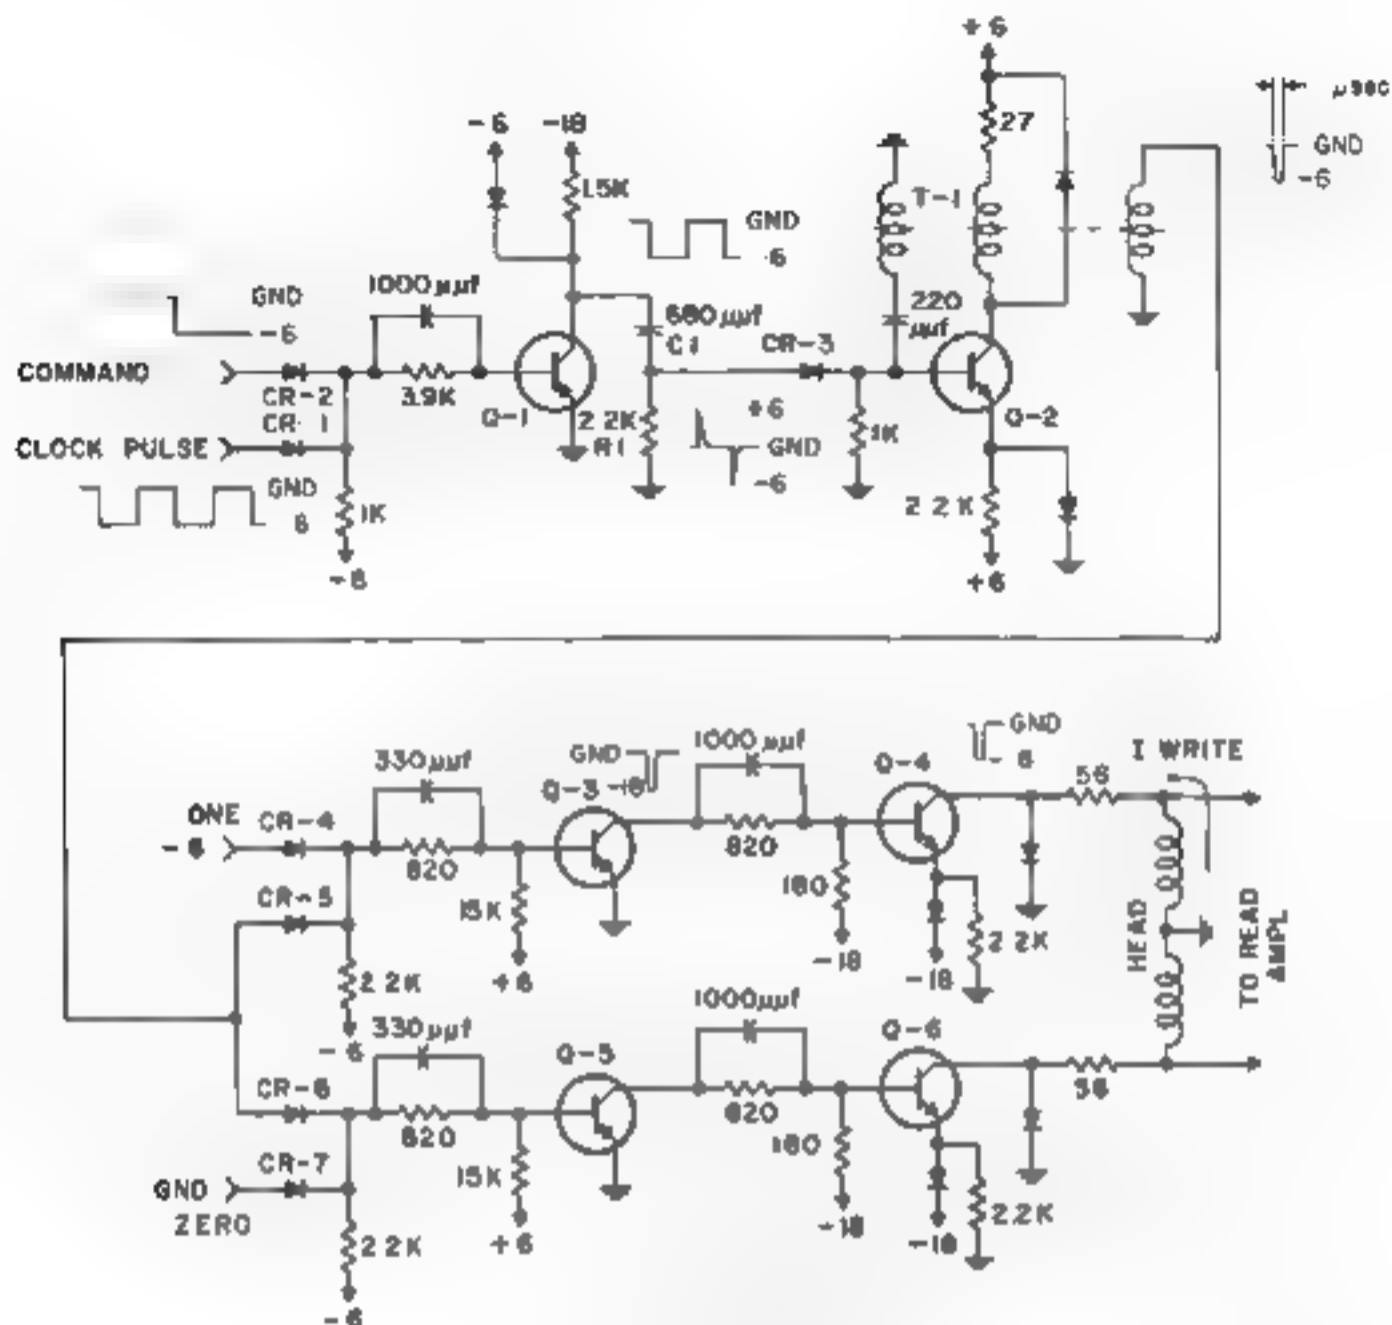 +6
µsec
-6 -18
27
GND
-6
1.5K
T-1
GND
-6
1000µµf
GND
-6
680µµf
C1
220
µµf
CR-3
COMMAND
CR-2
3.9K
Q-1
2.2K
R1
+6
GND
-6
1K
Q-2
CR-1
CLOCK PULSE
GND
6
1K
2.2K
-6
+6
330µµf
GND
-18
1000µµf
GND
6
I WRITE
Q-3
Q-4
56
ONE
-6
CR-4
820
820
CR-5
15K
180
2.2K
HEAD
TO READ
AMPL
-18
-18
2.2K
+6
-6
330µµf
1000µµf
Q-5
Q-6
CR-6
820
820
56
CR-7
15K
180
GND
ZERO
2.2K
+6
-18
-18
2.2K
-6